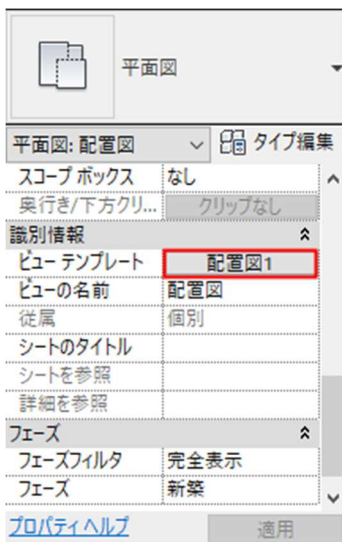 平面図
平面図: 配置図 タイプ編集
スコープ ボックス なし
奥行き/下方クリ... クリップなし
識別情報
ビュー テンプレート 配置図1
ビューの名前 配置図
従属 個別
シートのタイトル
シートを参照
詳細を参照
フェーズ
フェーズフィルタ 完全表示
フェーズ 新築
プロパティ ヘルプ 適用